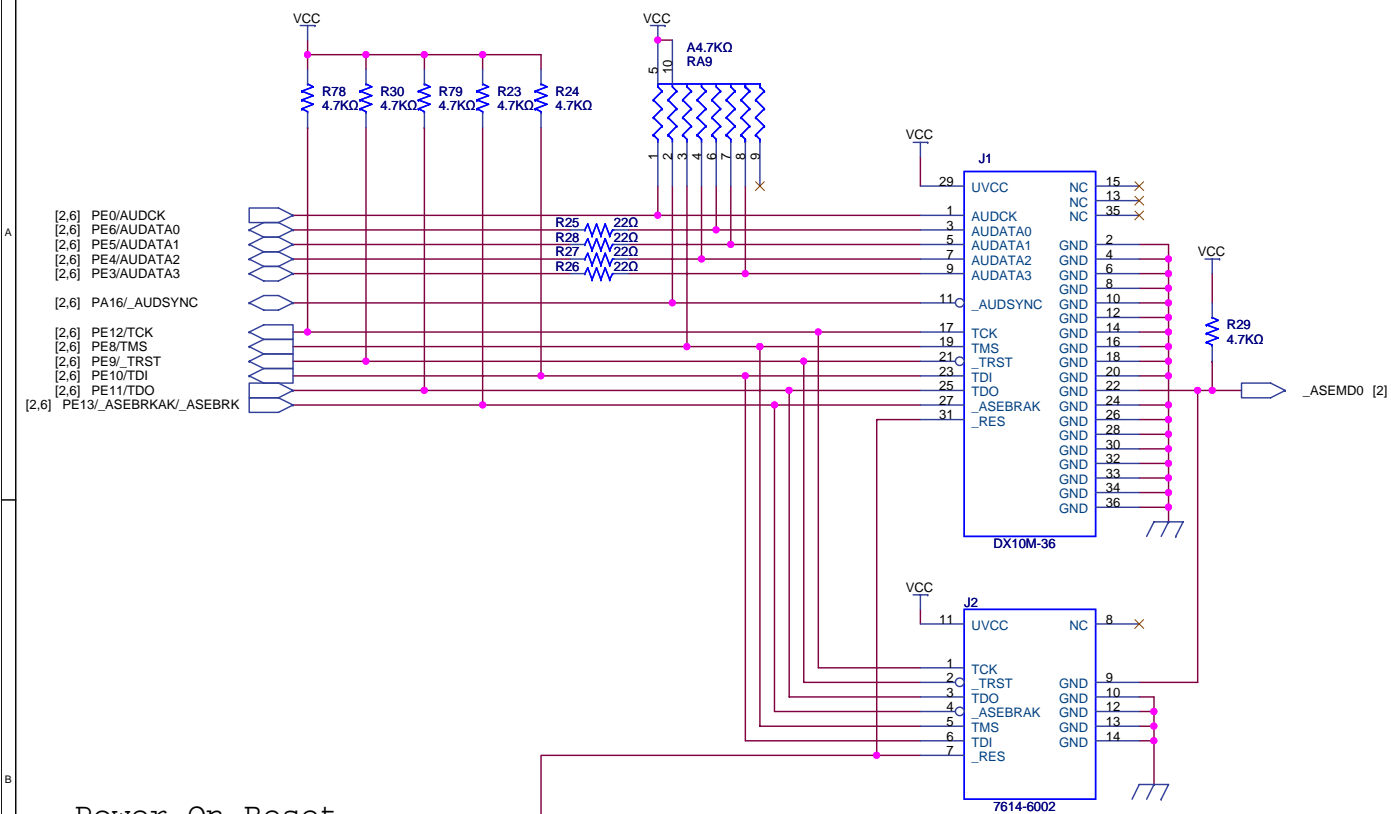 VCC
VCC
A4.7KΩ
RA9
5
10
R78
4.7KΩ
R30
4.7KΩ
R79
4.7KΩ
R23
4.7KΩ
R24
4.7KΩ
1
2
3
4
6
7
8
9
VCC
J1
29 UVCC NC 15
NC 13
NC 35
A
[2,6] PE0/AUDCK 1 AUDCK
[2,6] PE6/AUDATA0 R25 22Ω 3 AUDATA0
[2,6] PE5/AUDATA1 R28 22Ω 5 AUDATA1 GND 2
[2,6] PE4/AUDATA2 R27 22Ω 7 AUDATA2 GND 4
[2,6] PE3/AUDATA3 R26 22Ω 9 AUDATA3 GND 6
GND 8
[2,6] PA16/_AUDSYNC 11 _AUDSYNC GND 10
GND 12
[2,6] PE12/TCK 17 TCK GND 14
[2,6] PE8/TMS 19 TMS GND 16
[2,6] PE9/_TRST 21 _TRST GND 18
[2,6] PE10/TDI 23 TDI GND 20
[2,6] PE11/TDO 25 TDO GND 22
[2,6] PE13/_ASEBRKAK/_ASEBRK 27 _ASEBRAK GND 24
31 _RES GND 26
GND 28
GND 30
GND 32
GND 33
GND 34
GND 36
VCC
R29
4.7KΩ
_ASEMD0 [2]
DX10M-36
VCC
J2
11 UVCC NC 8
1 TCK
2 _TRST GND 9
3 TDO GND 10
4 _ASEBRAK GND 12
5 TMS GND 13
6 TDI GND 14
7 _RES
B
7614-6002
Power On Reset